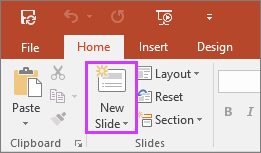 File Home Insert Design
Paste
New
Slide
Layout
Reset
Section
B I
Clipboard
Slides